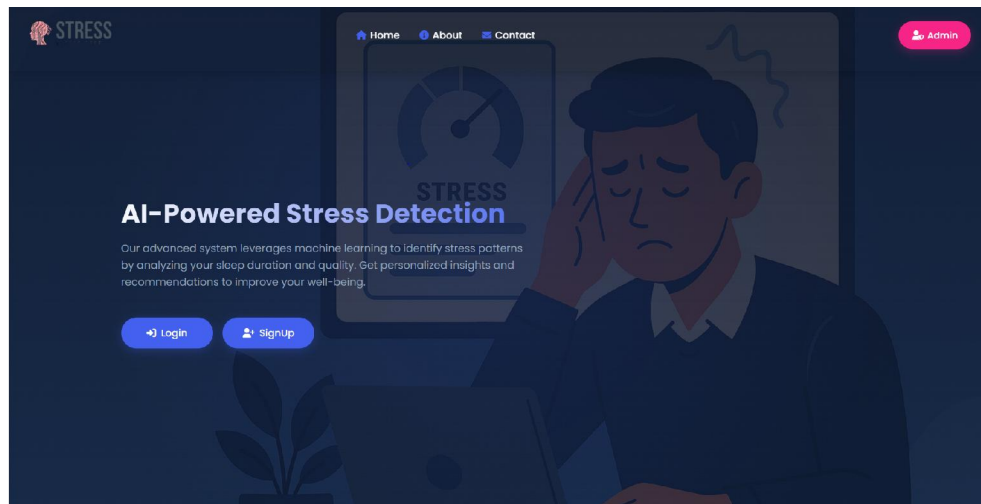 STRESS
Home About Contact
Admin
STRESS
AI-Powered Stress Detection
Our advanced system leverages machine learning to identify stress patterns
by analyzing your sleep duration and quality. Get personalized insights and
recommendations to improve your well-being.
Login SignUp